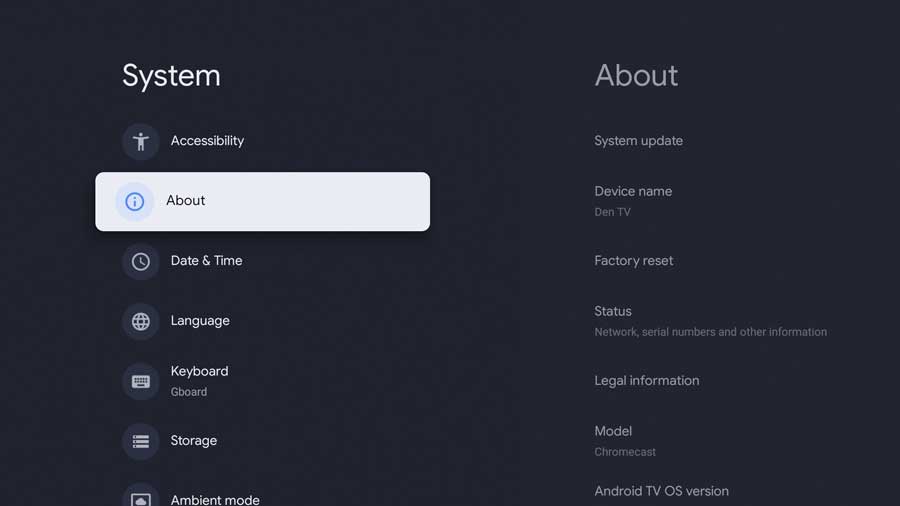 System
Accessibility
About
Date & Time
Language
Keyboard
Gboard
Storage
Ambient mode
About
System update
Device name
Den TV
Factory reset
Status
Network, serial numbers and other information
Legal information
Model
Chromecast
Android TV OS version